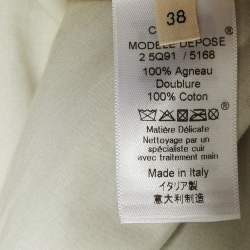 38
MODELE DEPOSE
2 5Q91 / 5168
100% Agneau
Doublure
100% Coton
Matière Délicate
Nettoyage par un
spécialiste cuir
avec traitement main
Made in Italy
イタリア製
意大利制造